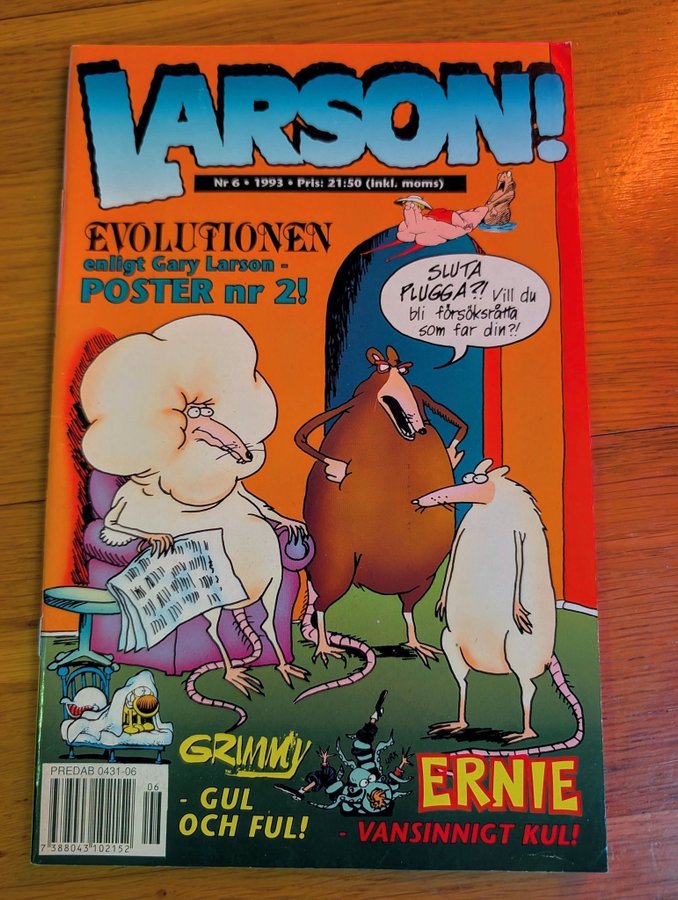 LARSON!
Nr 6 • 1993 • Pris: 21:50 (inkl. moms)
EVOLUTIONEN
enligt Gary Larson -
POSTER nr 2!
SLUTA
PLUGGA?! Vill du
bli försöksråtta
som far din?!
GRIMMY
- GUL
OCH FUL!
ERNIE
- VANSINNIGT KUL!
PREDAB 0431-06
06
7 388043 102152